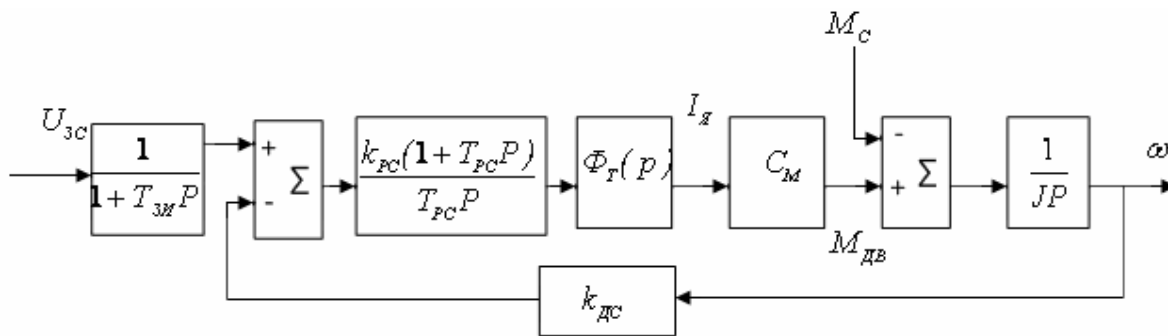 M_C
U_ЗС
1
1 + T_ЗИ P
+
-
Σ
k_PC (1 + T_PC P)
T_PC P
Φ_T (p)
I_Я
C_M
M_ДВ
-
+
Σ
1
JP
ω
k_ДС